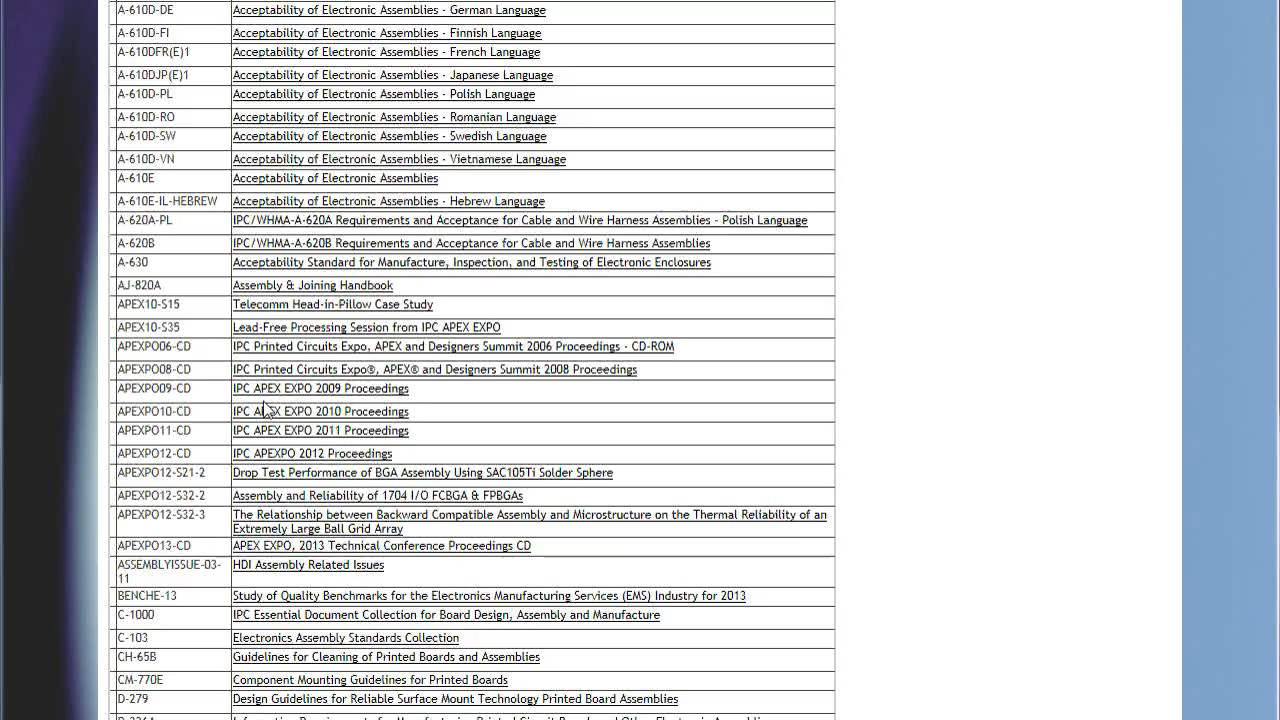 A-610D-DE Acceptability of Electronic Assemblies - German Language
A-610D-FI Acceptability of Electronic Assemblies - Finnish Language
A-610DFR(E)1 Acceptability of Electronic Assemblies - French Language
A-610DJP(E)1 Acceptability of Electronic Assemblies - Japanese Language
A-610D-PL Acceptability of Electronic Assemblies - Polish Language
A-610D-RO Acceptability of Electronic Assemblies - Romanian Language
A-610D-SW Acceptability of Electronic Assemblies - Swedish Language
A-610D-VN Acceptability of Electronic Assemblies - Vietnamese Language
A-610E Acceptability of Electronic Assemblies
A-610E-IL-HEBREW Acceptability of Electronic Assemblies - Hebrew Language
A-620A-PL IPC/WHMA-A-620A Requirements and Acceptance for Cable and Wire Harness Assemblies - Polish Language
A-620B IPC/WHMA-A-620B Requirements and Acceptance for Cable and Wire Harness Assemblies
A-630 Acceptability Standard for Manufacture, Inspection, and Testing of Electronic Enclosures
AJ-820A Assembly & Joining Handbook
APEX10-S15 Telecomm Head-in-Pillow Case Study
APEX10-S35 Lead-Free Processing Session from IPC APEX EXPO
APEXPO06-CD IPC Printed Circuits Expo, APEX and Designers Summit 2006 Proceedings - CD-ROM
APEXPO08-CD IPC Printed Circuits Expo®, APEX® and Designers Summit 2008 Proceedings
APEXPO09-CD IPC APEX EXPO 2009 Proceedings
APEXPO10-CD IPC APEX EXPO 2010 Proceedings
APEXPO11-CD IPC APEX EXPO 2011 Proceedings
APEXPO12-CD IPC APEXPO 2012 Proceedings
APEXPO12-S21-2 Drop Test Performance of BGA Assembly Using SAC105Ti Solder Sphere
APEXPO12-S32-2 Assembly and Reliability of 1704 I/O FCBGA & FPBGAs
APEXPO12-S32-3 The Relationship between Backward Compatible Assembly and Microstructure on the Thermal Reliability of an
Extremely Large Ball Grid Array
APEXPO13-CD APEX EXPO, 2013 Technical Conference Proceedings CD
ASSEMBLYISSUE-03- HDI Assembly Related Issues
11
BENCHE-13 Study of Quality Benchmarks for the Electronics Manufacturing Services (EMS) Industry for 2013
C-1000 IPC Essential Document Collection for Board Design, Assembly and Manufacture
C-103 Electronics Assembly Standards Collection
CH-65B Guidelines for Cleaning of Printed Boards and Assemblies
CM-770E Component Mounting Guidelines for Printed Boards
D-279 Design Guidelines for Reliable Surface Mount Technology Printed Board Assemblies